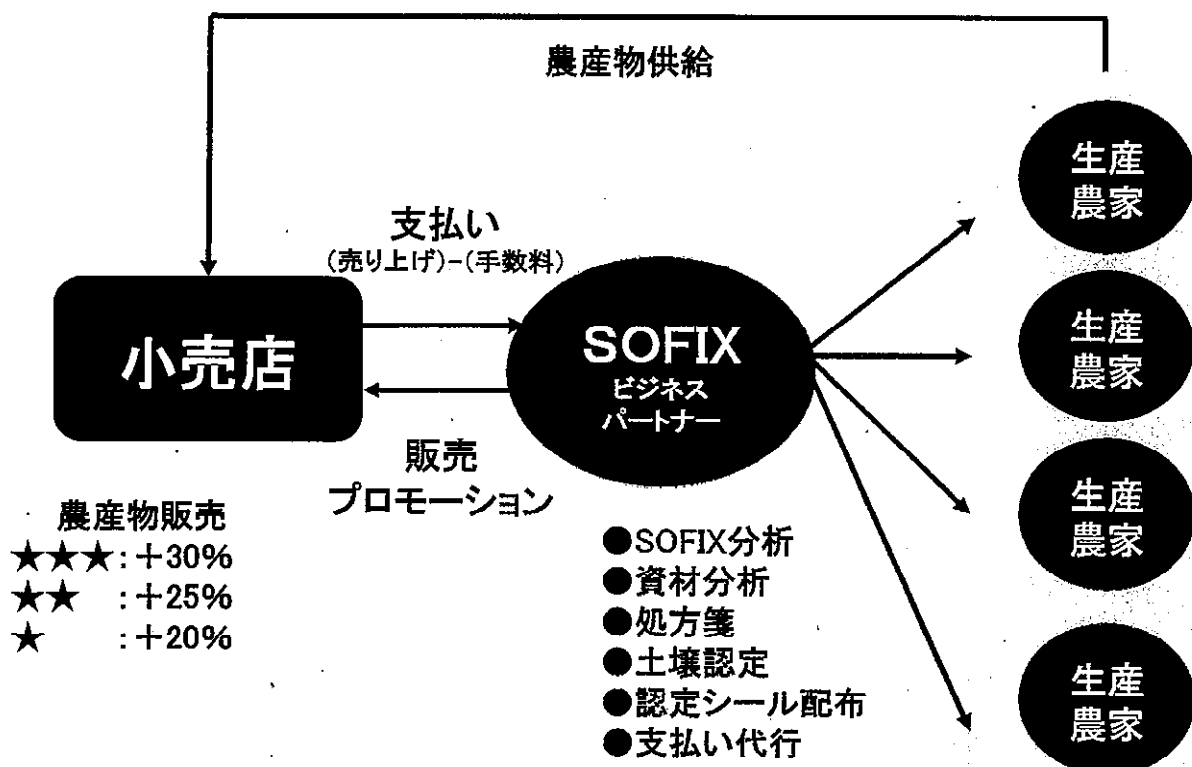 農産物供給
生産
農家
支払い
(売り上げ)-(手数料)
小売店
SOFIX
ビジネス
パートナー
生産
農家
販売
プロモーション
生産
農家
農産物販売
★★★:+30%
★★ :+25%
★ :+20%
●SOFIX分析
●資材分析
●処方箋
●土壌認定
●認定シール配布
●支払い代行
生産
農家